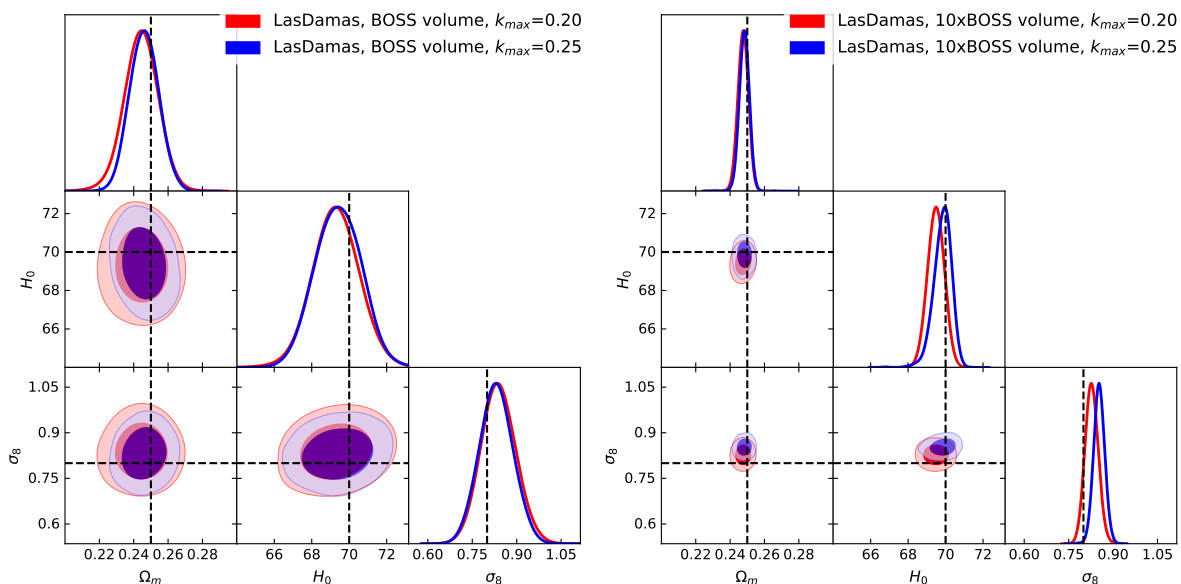 LasDamas, BOSS volume, k_max=0.20
LasDamas, BOSS volume, k_max=0.25
72
70
68
66
64
H_0
1.05
0.9
0.75
0.6
σ_8
0.22 0.24 0.26 0.28
66 68 70 72
0.60 0.75 0.90 1.05
Ω_m
H_0
σ_8
LasDamas, 10xBOSS volume, k_max=0.20
LasDamas, 10xBOSS volume, k_max=0.25
72
70
68
66
64
H_0
1.05
0.9
0.75
0.6
σ_8
0.22 0.24 0.26 0.28
66 68 70 72
0.60 0.75 0.90 1.05
Ω_m
H_0
σ_8